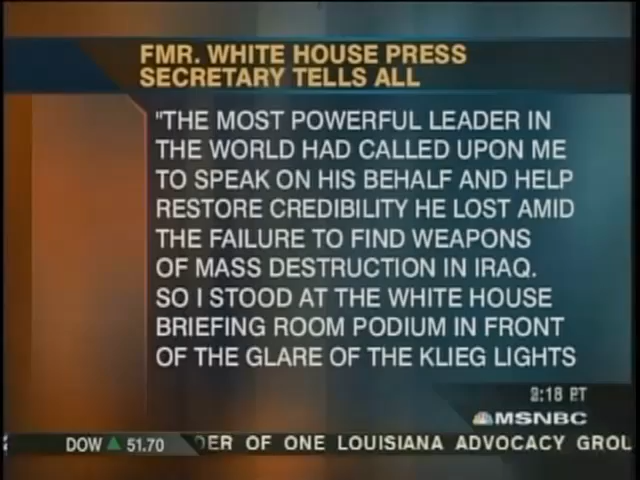 FMR. WHITE HOUSE PRESS
SECRETARY TELLS ALL
"THE MOST POWERFUL LEADER IN
THE WORLD HAD CALLED UPON ME
TO SPEAK ON HIS BEHALF AND HELP
RESTORE CREDIBILITY HE LOST AMID
THE FAILURE TO FIND WEAPONS
OF MASS DESTRUCTION IN IRAQ.
SO I STOOD AT THE WHITE HOUSE
BRIEFING ROOM PODIUM IN FRONT
OF THE GLARE OF THE KLIEG LIGHTS
PT
MSNBC
DOW ▲ 51.70 DER OF ONE LOUISIANA ADVOCACY GROU